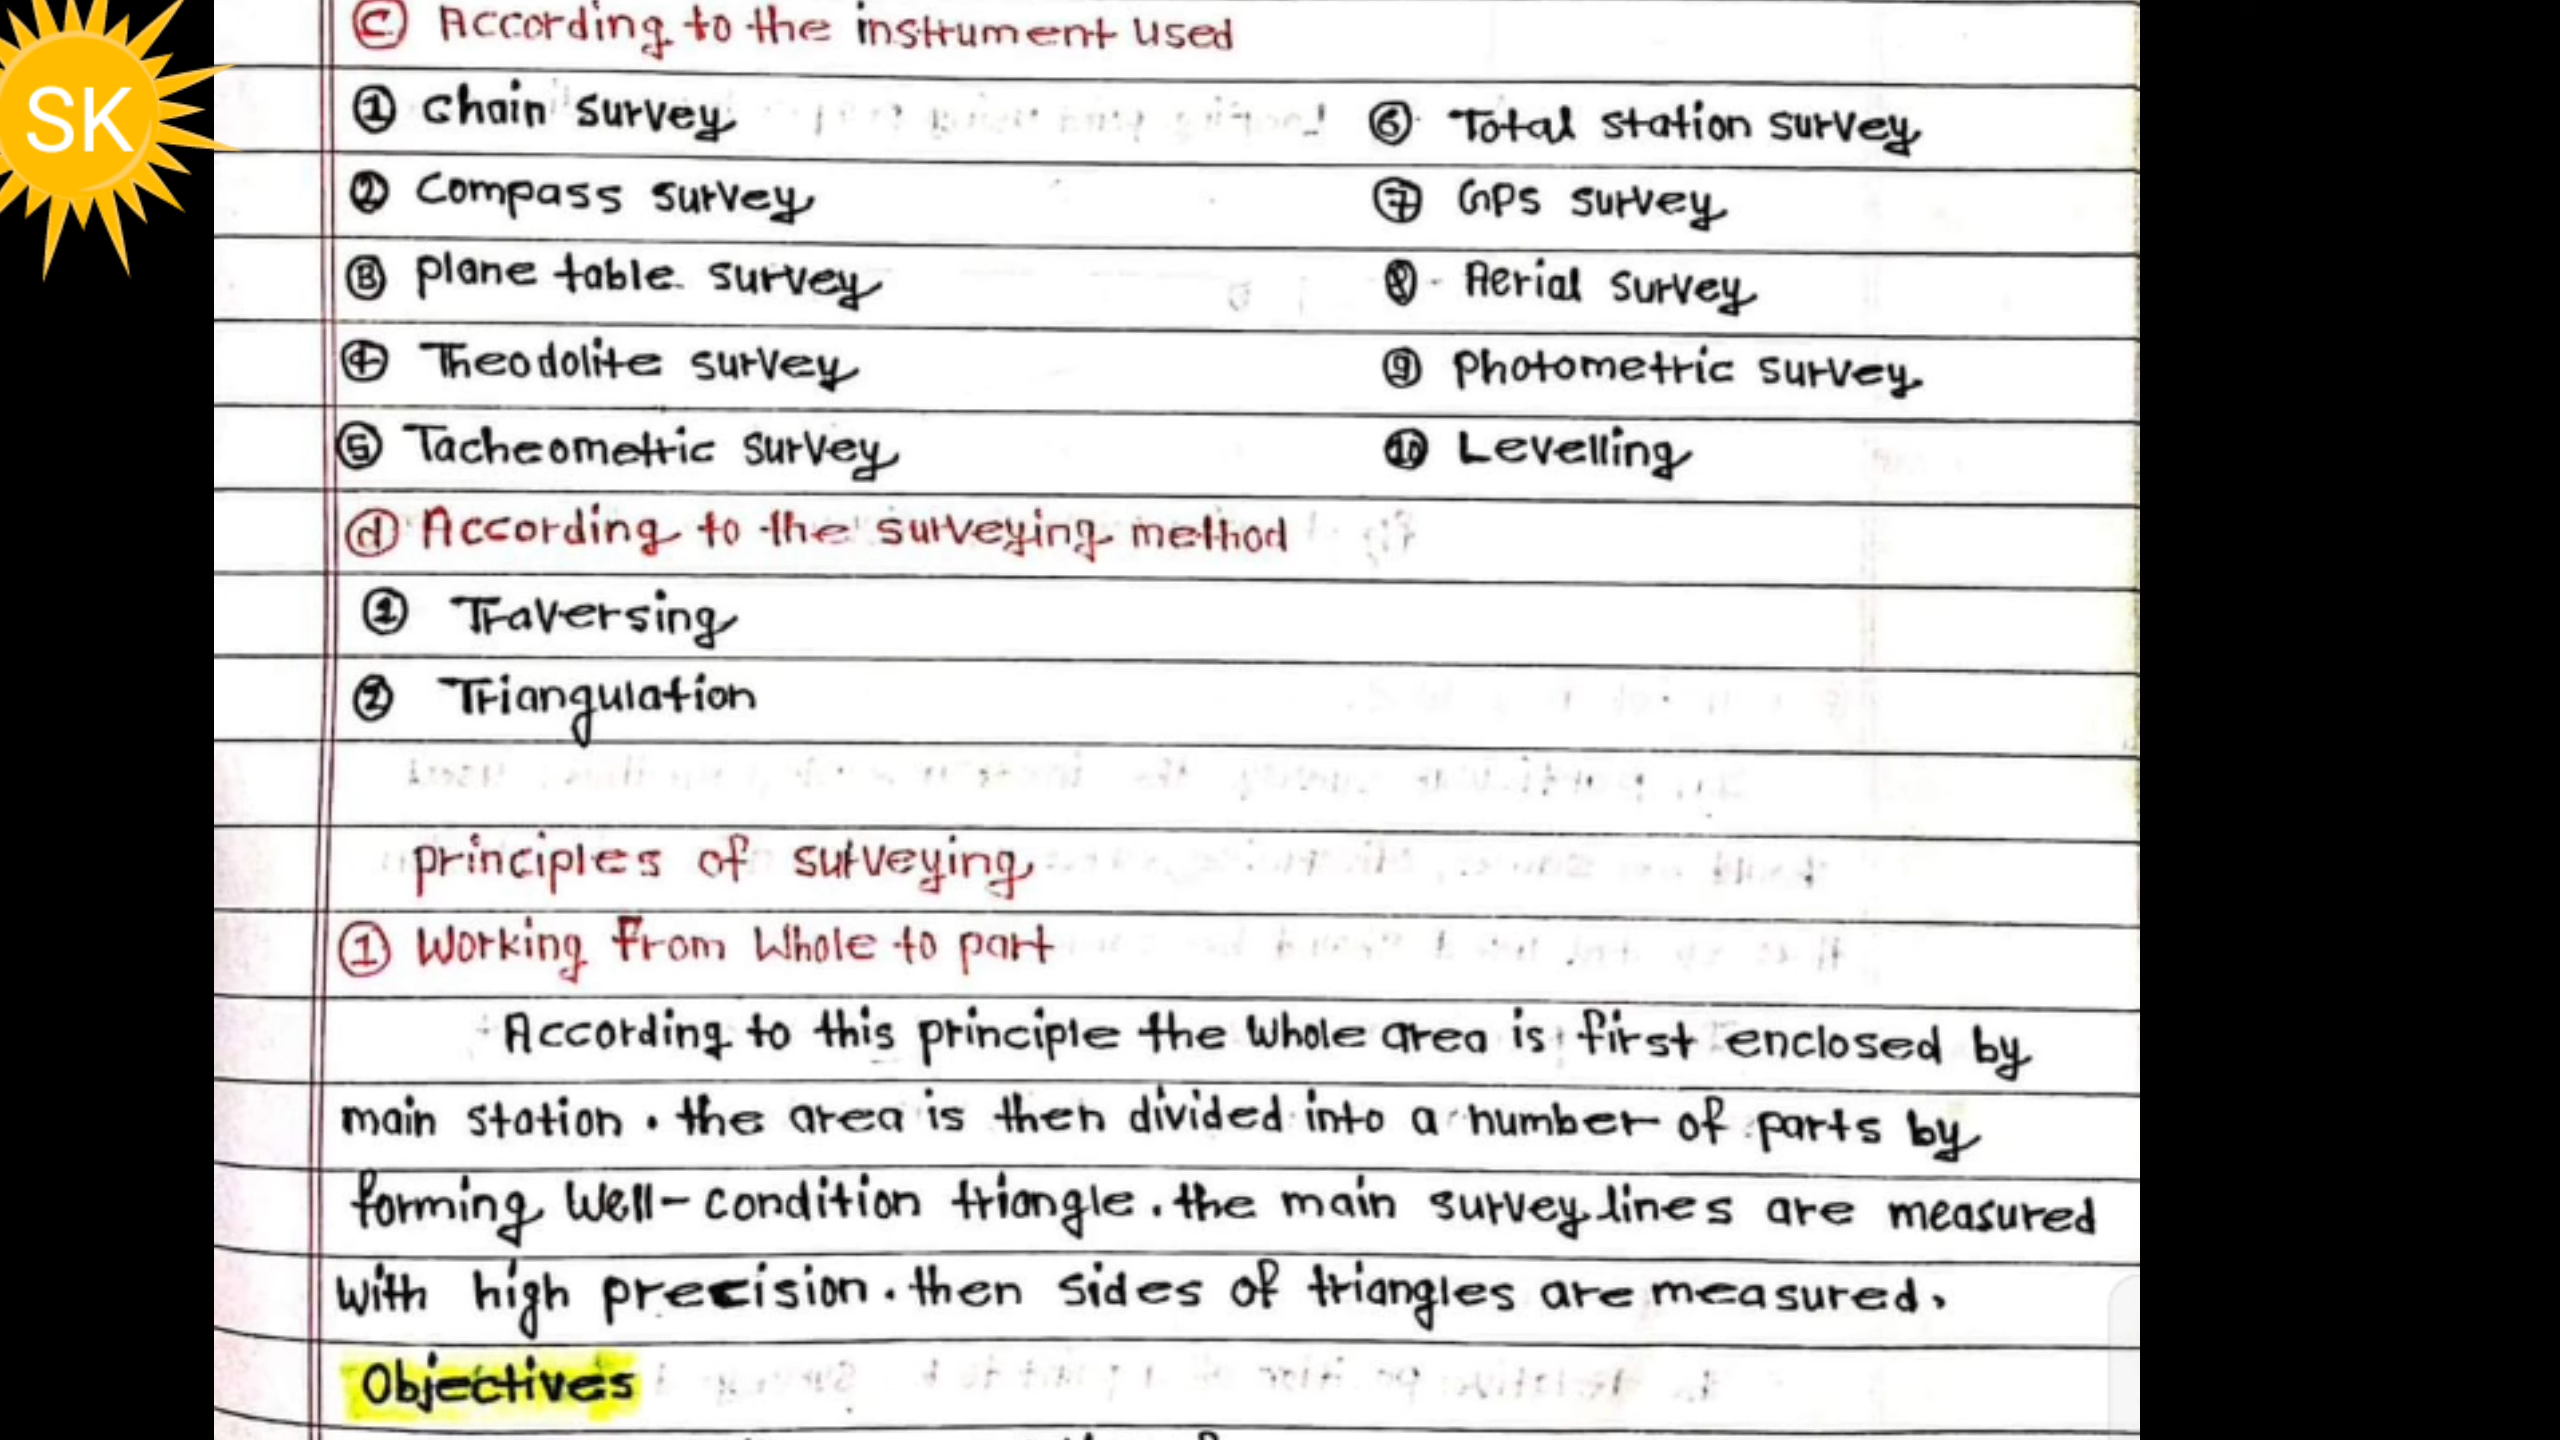 SK
C According to the instrument used
1 Chain survey
2 Compass survey
3 plane table survey
4 Theodolite survey
5 Tacheometric survey
6 Total station survey
7 GPS survey
8 Aerial survey
9 photometric survey
10 Levelling
d According to the surveying method
1 Traversing
2 Triangulation
principles of surveying
1 Working from Whole to part
According to this principle the whole area is first enclosed by
main station . the area is then divided into a number of parts by
forming Well-condition triangle . the main survey lines are measured
with high precision . then sides of triangles are measured.
Objectives